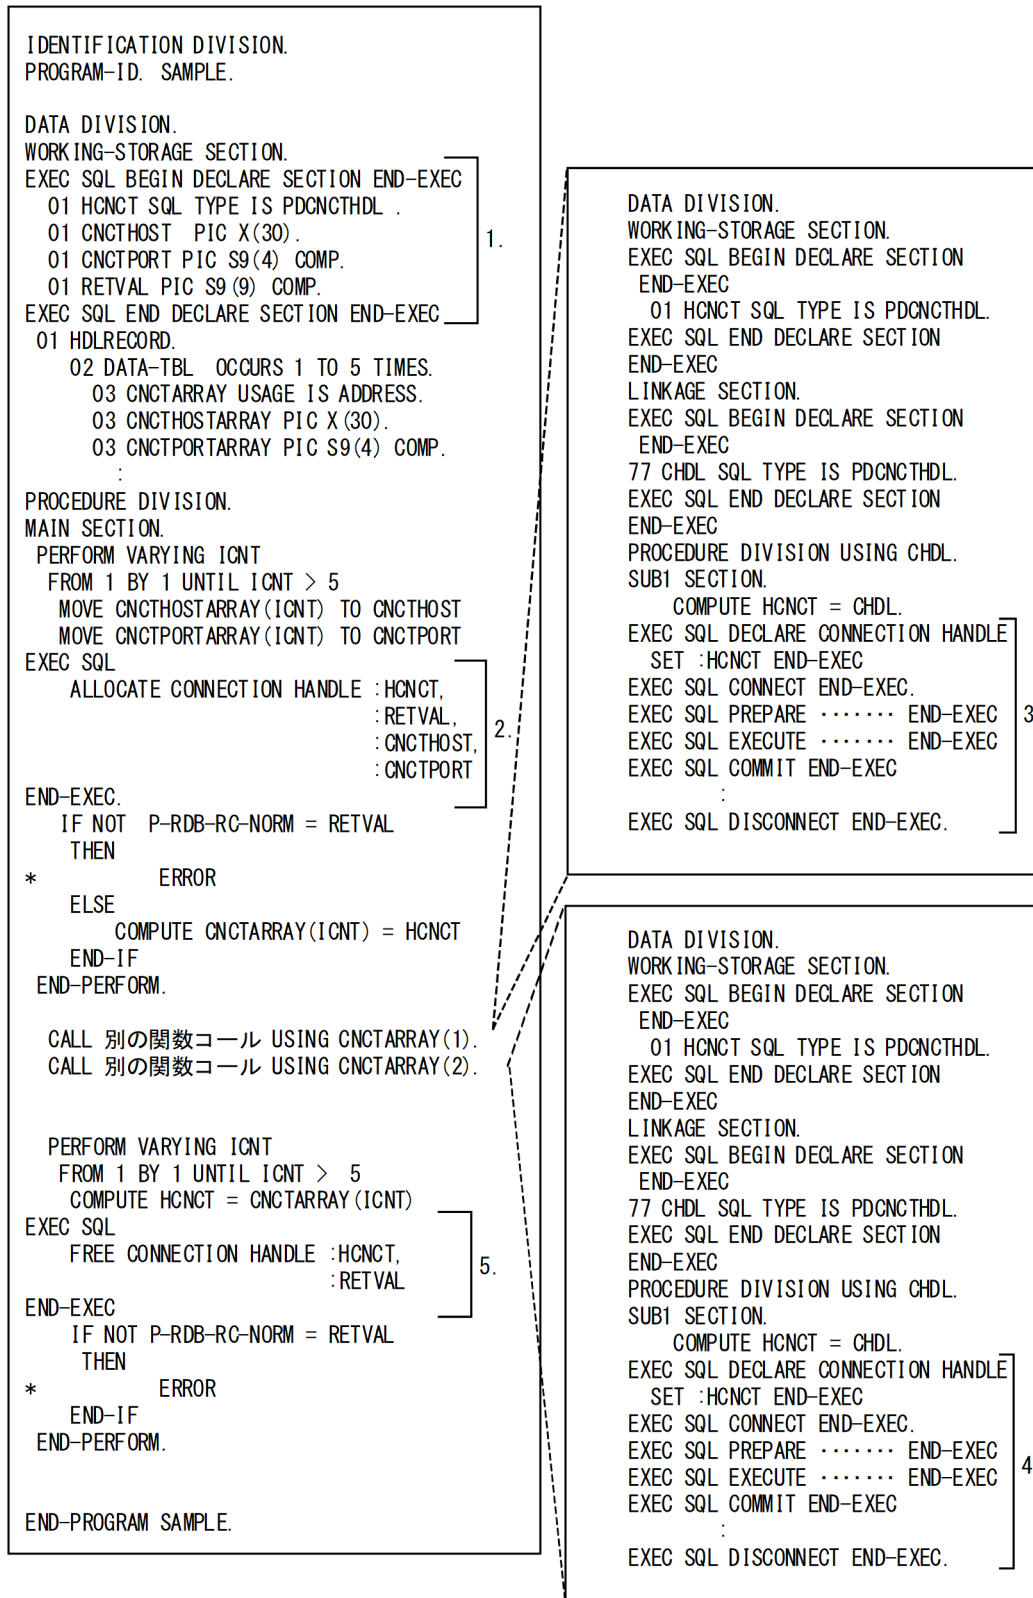 IDENTIFICATION DIVISION.
PROGRAM-ID. SAMPLE.
DATA DIVISION.
WORKING-STORAGE SECTION.
EXEC SQL BEGIN DECLARE SECTION END-EXEC
01 HCNCT SQL TYPE IS PDCNCTHDL .
01 CNCTHOST PIC X(30).
01 CNCTPORT PIC S9(4) COMP.
01 RETVAL PIC S9(9) COMP.
EXEC SQL END DECLARE SECTION END-EXEC
1.
01 HDLRECORD.
02 DATA-TBL OCCURS 1 TO 5 TIMES.
03 CNCTARRAY USAGE IS ADDRESS.
03 CNCTHOSTARRAY PIC X(30).
03 CNCTPORTARRAY PIC S9(4) COMP.
:
PROCEDURE DIVISION.
MAIN SECTION.
PERFORM VARYING ICNT
FROM 1 BY 1 UNTIL ICNT > 5
MOVE CNCTHOSTARRAY(ICNT) TO CNCTHOST
MOVE CNCTPORTARRAY(ICNT) TO CNCTPORT
EXEC SQL
ALLOCATE CONNECTION HANDLE :HCNCT,
:RETVAL,
:CNCTHOST,
:CNCTPORT
END-EXEC.
2.
IF NOT P-RDB-RC-NORM = RETVAL
THEN
* ERROR
ELSE
COMPUTE CNCTARRAY(ICNT) = HCNCT
END-IF
END-PERFORM.
CALL 別の関数コール USING CNCTARRAY(1).
CALL 別の関数コール USING CNCTARRAY(2).
PERFORM VARYING ICNT
FROM 1 BY 1 UNTIL ICNT > 5
COMPUTE HCNCT = CNCTARRAY(ICNT)
EXEC SQL
FREE CONNECTION HANDLE :HCNCT,
:RETVAL
END-EXEC
5.
IF NOT P-RDB-RC-NORM = RETVAL
THEN
* ERROR
END-IF
END-PERFORM.
END-PROGRAM SAMPLE.
DATA DIVISION.
WORKING-STORAGE SECTION.
EXEC SQL BEGIN DECLARE SECTION
END-EXEC
01 HCNCT SQL TYPE IS PDCNCTHDL.
EXEC SQL END DECLARE SECTION
END-EXEC
LINKAGE SECTION.
EXEC SQL BEGIN DECLARE SECTION
END-EXEC
77 CHDL SQL TYPE IS PDCNCTHDL.
EXEC SQL END DECLARE SECTION
END-EXEC
PROCEDURE DIVISION USING CHDL.
SUB1 SECTION.
COMPUTE HCNCT = CHDL.
EXEC SQL DECLARE CONNECTION HANDLE
SET :HCNCT END-EXEC
EXEC SQL CONNECT END-EXEC.
EXEC SQL PREPARE ······· END-EXEC
EXEC SQL EXECUTE ······· END-EXEC
EXEC SQL COMMIT END-EXEC
:
EXEC SQL DISCONNECT END-EXEC.
3
DATA DIVISION.
WORKING-STORAGE SECTION.
EXEC SQL BEGIN DECLARE SECTION
END-EXEC
01 HCNCT SQL TYPE IS PDCNCTHDL.
EXEC SQL END DECLARE SECTION
END-EXEC
LINKAGE SECTION.
EXEC SQL BEGIN DECLARE SECTION
END-EXEC
77 CHDL SQL TYPE IS PDCNCTHDL.
EXEC SQL END DECLARE SECTION
END-EXEC
PROCEDURE DIVISION USING CHDL.
SUB1 SECTION.
COMPUTE HCNCT = CHDL.
EXEC SQL DECLARE CONNECTION HANDLE
SET :HCNCT END-EXEC
EXEC SQL CONNECT END-EXEC.
EXEC SQL PREPARE ······· END-EXEC
EXEC SQL EXECUTE ······· END-EXEC
EXEC SQL COMMIT END-EXEC
:
EXEC SQL DISCONNECT END-EXEC.
4